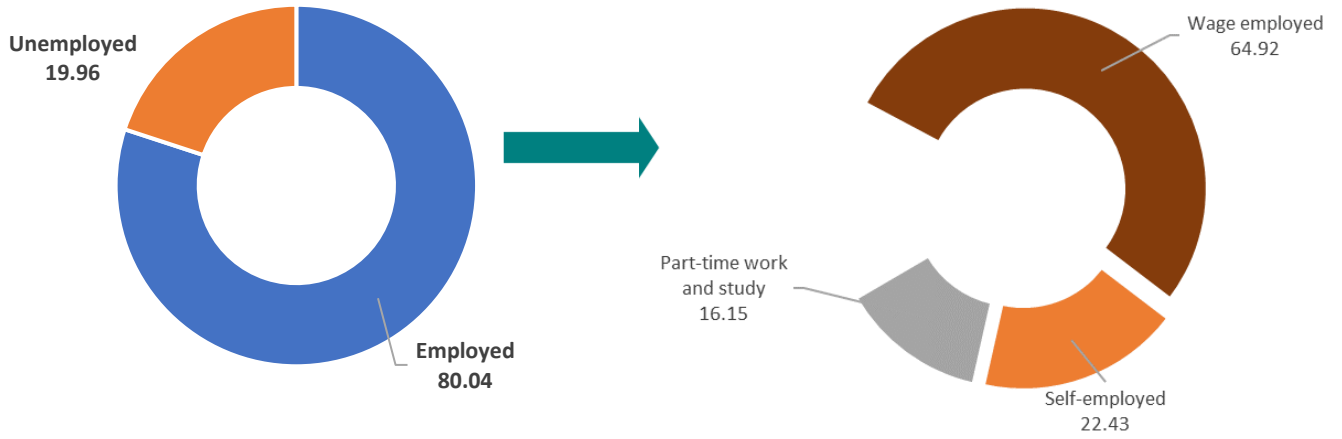 Unemployed
19.96
Employed
80.04
Wage employed
64.92
Part-time work
and study
16.15
Self-employed
22.43